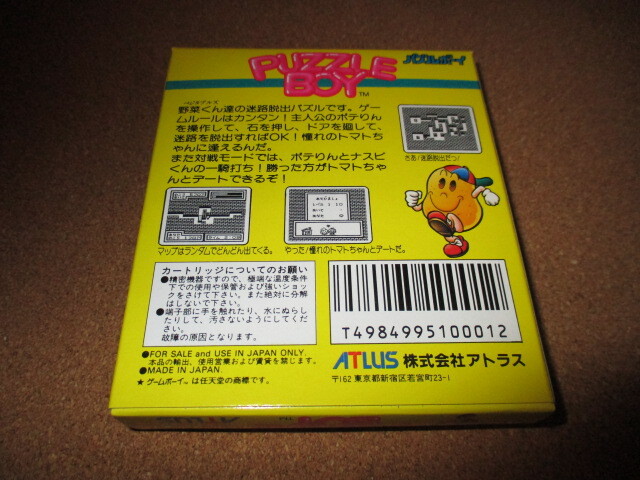 PUZZLE
BOY™
パズルボーイ
ベジタブルズ
野菜くん達の迷路脱出パズルです。ゲー
ムルールはカンタン！主人公のポテりん
を操作して、石を押し、ドアを廻して、
迷路を脱出すればOK！憧れのトマトちゃ
んに逢えるんだ。
また対戦モードでは、ポテりんとナスビ
くんの一騎打ち！勝った方がトマトちゃ
んとデートできるぞ！
さあ！迷路脱出だっ！
マップはランダムでどんどん出てくる。
やった！憧れのトマトちゃんとデートだ。
カートリッジについてのお願い
●精密機器ですので、極端な温度条件
下での使用や保管および強いショッ
クをさけて下さい。また絶対に分解
はしないで下さい。
●端子部に手を触れたり、水にぬらし
たりして、汚さないようにしてくだ
さい。
故障の原因となります。
T4984995100012
●FOR SALE and USE IN JAPAN ONLY.
本品の輸出、使用営業および賃貸を禁じます。
●MADE IN JAPAN.
★ゲームボーイ™は任天堂の商標です。
ATLUS 株式会社アトラス
〒162 東京都新宿区若宮町23-1